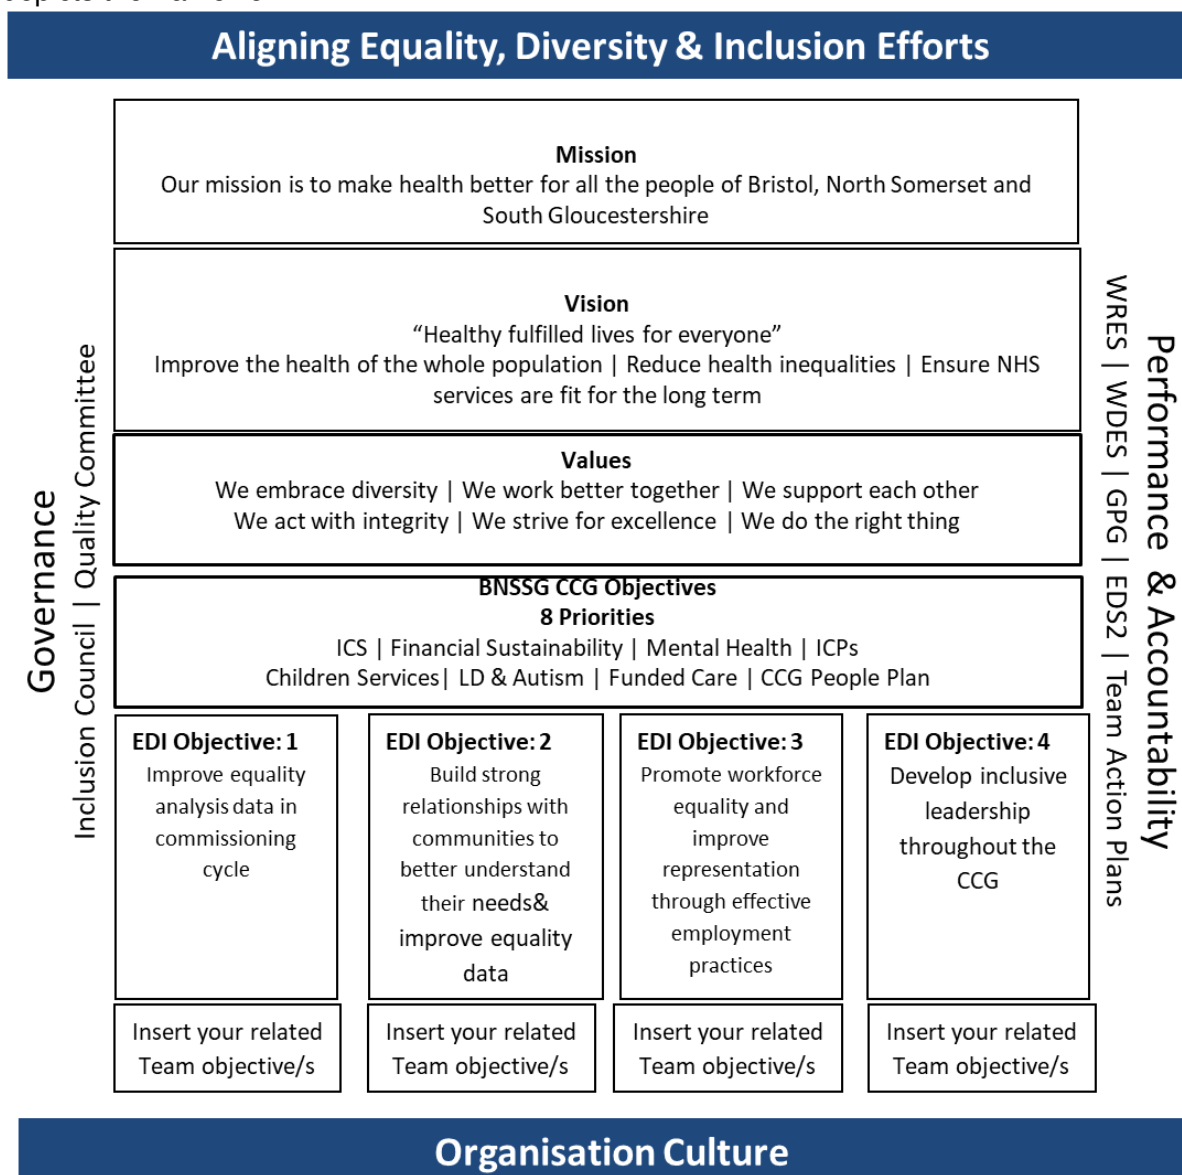 Aligning Equality, Diversity & Inclusion Efforts
Mission
Our mission is to make health better for all the people of Bristol, North Somerset and
South Gloucestershire
Vision
“Healthy fulfilled lives for everyone”
Improve the health of the whole population | Reduce health inequalities | Ensure NHS
services are fit for the long term
Values
We embrace diversity | We work better together | We support each other
We act with integrity | We strive for excellence | We do the right thing
BNSSG CCG Objectives
8 Priorities
ICS | Financial Sustainability | Mental Health | ICPs
Children Services| LD & Autism | Funded Care | CCG People Plan
Governance
Inclusion Council | Quality Committee
Performance & Accountability
WRES | WDES | GPG | EDS2 | Team Action Plans
EDI Objective: 1
Improve equality
analysis data in
commissioning
cycle
EDI Objective: 2
Build strong
relationships with
communities to
better understand
their needs&
improve equality
data
EDI Objective: 3
Promote workforce
equality and
improve
representation
through effective
employment
practices
EDI Objective: 4
Develop inclusive
leadership
throughout the
CCG
Insert your related
Team objective/s
Insert your related
Team objective/s
Insert your related
Team objective/s
Insert your related
Team objective/s
Organisation Culture